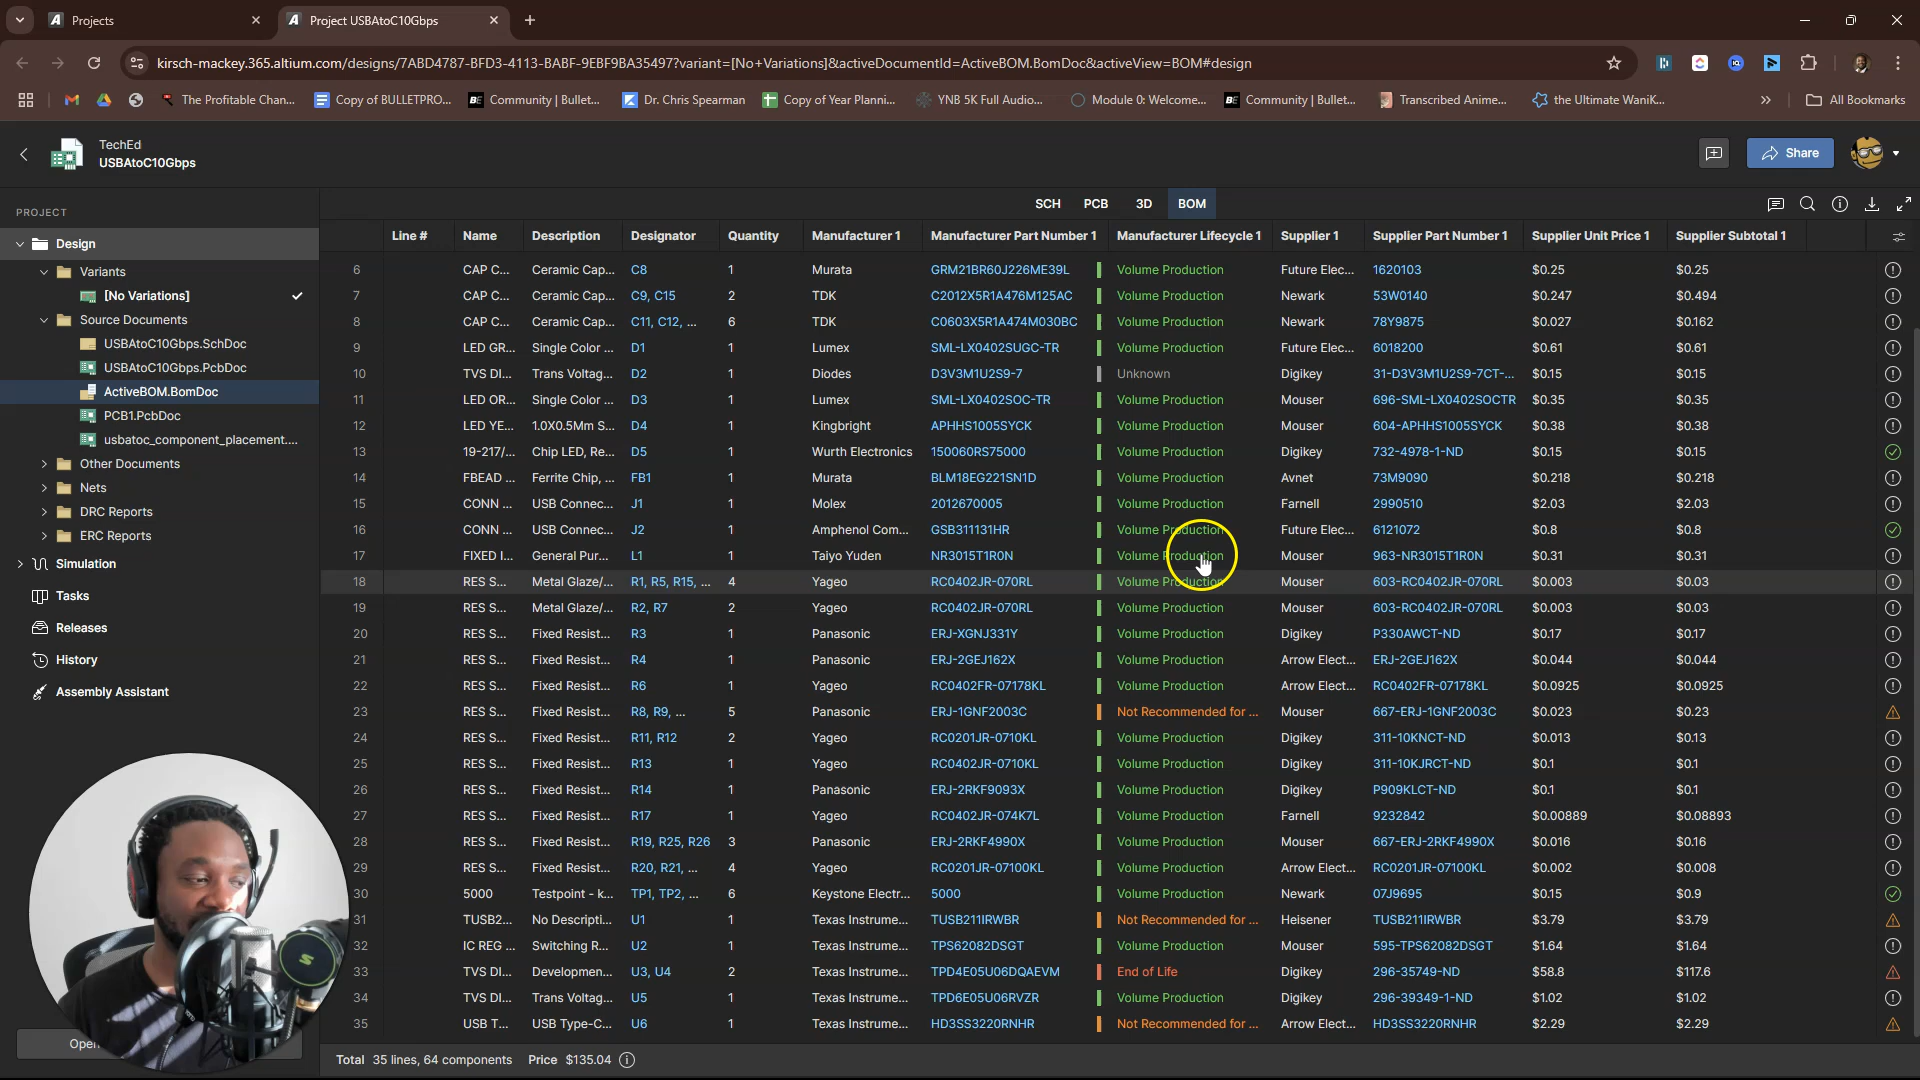 Projects
Project USBAtoC10Gbps
kirsch-mackey.365.altium.com/designs/7ABD4787-BFD3-4113-BABF-9EBF9BA35497?variant=[No+Variations]&activeDocumentId=ActiveBOM.BomDoc&activeView=BOM#design
The Profitable Chan...
Copy of BULLETPRO...
Community | Bullet...
Dr. Chris Spearman
Copy of Year Planni...
YNB 5K Full Audio...
Module 0: Welcome...
Community | Bullet...
Transcribed Anime...
the Ultimate WaniK...
All Bookmarks
TechEd
USBAtoC10Gbps
Share
PROJECT
Design
Variants
[No Variations]
Source Documents
USBAtoC10Gbps.SchDoc
USBAtoC10Gbps.PcbDoc
ActiveBOM.BomDoc
PCB1.PcbDoc
usbatoc_component_placement....
Other Documents
Nets
DRC Reports
ERC Reports
Simulation
Tasks
Releases
History
Assembly Assistant
Open
SCH PCB 3D BOM
Line # Name Description Designator Quantity Manufacturer 1 Manufacturer Part Number 1 Manufacturer Lifecycle 1 Supplier 1 Supplier Part Number 1 Supplier Unit Price 1 Supplier Subtotal 1
6 CAP C... Ceramic Cap... C8 1 Murata GRM21BR60J226ME39L Volume Production Future Elec... 1620103 $0.25 $0.25
7 CAP C... Ceramic Cap... C9, C15 2 TDK C2012X5R1A476M125AC Volume Production Newark 53W0140 $0.247 $0.494
8 CAP C... Ceramic Cap... C11, C12, ... 6 TDK C0603X5R1A474M030BC Volume Production Newark 78Y9875 $0.027 $0.162
9 LED GR... Single Color ... D1 1 Lumex SML-LX0402SUGC-TR Volume Production Future Elec... 6018200 $0.61 $0.61
10 TVS DI... Trans Voltag... D2 1 Diodes D3V3M1U2S9-7 Unknown Digikey 31-D3V3M1U2S9-7CT-... $0.15 $0.15
11 LED OR... Single Color ... D3 1 Lumex SML-LX0402SOC-TR Volume Production Mouser 696-SML-LX0402SOCTR $0.35 $0.35
12 LED YE... 1.0X0.5Mm S... D4 1 Kingbright APHHS1005SYCK Volume Production Mouser 604-APHHS1005SYCK $0.38 $0.38
13 19-217/... Chip LED, Re... D5 1 Wurth Electronics 150060RS75000 Volume Production Digikey 732-4978-1-ND $0.15 $0.15
14 FBEAD ... Ferrite Chip, ... FB1 1 Murata BLM18EG221SN1D Volume Production Avnet 73M9090 $0.218 $0.218
15 CONN ... USB Connec... J1 1 Molex 2012670005 Volume Production Farnell 2990510 $2.03 $2.03
16 CONN ... USB Connec... J2 1 Amphenol Com... GSB311131HR Volume Production Future Elec... 6121072 $0.8 $0.8
17 FIXED I... General Pur... L1 1 Taiyo Yuden NR3015T1R0N Volume Production Mouser 963-NR3015T1R0N $0.31 $0.31
18 RES S... Metal Glaze/... R1, R5, R15, ... 4 Yageo RC0402JR-070RL Volume Production Mouser 603-RC0402JR-070RL $0.003 $0.03
19 RES S... Metal Glaze/... R2, R7 2 Yageo RC0402JR-070RL Volume Production Mouser 603-RC0402JR-070RL $0.003 $0.03
20 RES S... Fixed Resist... R3 1 Panasonic ERJ-XGNJ331Y Volume Production Digikey P330AWCT-ND $0.17 $0.17
21 RES S... Fixed Resist... R4 1 Panasonic ERJ-2GEJ162X Volume Production Arrow Elect... ERJ-2GEJ162X $0.044 $0.044
22 RES S... Fixed Resist... R6 1 Yageo RC0402FR-07178KL Volume Production Arrow Elect... RC0402FR-07178KL $0.0925 $0.0925
23 RES S... Fixed Resist... R8, R9, ... 5 Panasonic ERJ-1GNF2003C Not Recommended for ... Mouser 667-ERJ-1GNF2003C $0.023 $0.23
24 RES S... Fixed Resist... R11, R12 2 Yageo RC0201JR-0710KL Volume Production Digikey 311-10KNCT-ND $0.013 $0.13
25 RES S... Fixed Resist... R13 1 Yageo RC0402JR-0710KL Volume Production Digikey 311-10KJRCT-ND $0.1 $0.1
26 RES S... Fixed Resist... R14 1 Panasonic ERJ-2RKF9093X Volume Production Digikey P909KLCT-ND $0.1 $0.1
27 RES S... Fixed Resist... R17 1 Yageo RC0402JR-074K7L Volume Production Farnell 9232842 $0.00889 $0.08893
28 RES S... Fixed Resist... R19, R25, R26 3 Panasonic ERJ-2RKF4990X Volume Production Mouser 667-ERJ-2RKF4990X $0.016 $0.16
29 RES S... Fixed Resist... R20, R21, ... 4 Yageo RC0201JR-07100KL Volume Production Arrow Elect... RC0201JR-07100KL $0.002 $0.008
30 5000 Testpoint - k... TP1, TP2, ... 6 Keystone Electr... 5000 Volume Production Newark 07J9695 $0.15 $0.9
31 TUSB2... No Descripti... U1 1 Texas Instrume... TUSB211IRWBR Not Recommended for ... Heisener TUSB211IRWBR $3.79 $3.79
32 IC REG ... Switching R... U2 1 Texas Instrume... TPS62082DSGT Volume Production Mouser 595-TPS62082DSGT $1.64 $1.64
33 TVS DI... Developmen... U3, U4 2 Texas Instrume... TPD4E05U06DQAEVM End of Life Digikey 296-35749-ND $58.8 $117.6
34 TVS DI... Trans Voltag... U5 1 Texas Instrume... TPD6E05U06RVZR Volume Production Digikey 296-39349-1-ND $1.02 $1.02
35 USB T... USB Type-C... U6 1 Texas Instrume... HD3SS3220RNHR Not Recommended for ... Arrow Elect... HD3SS3220RNHR $2.29 $2.29
Total 35 lines, 64 components Price $135.04